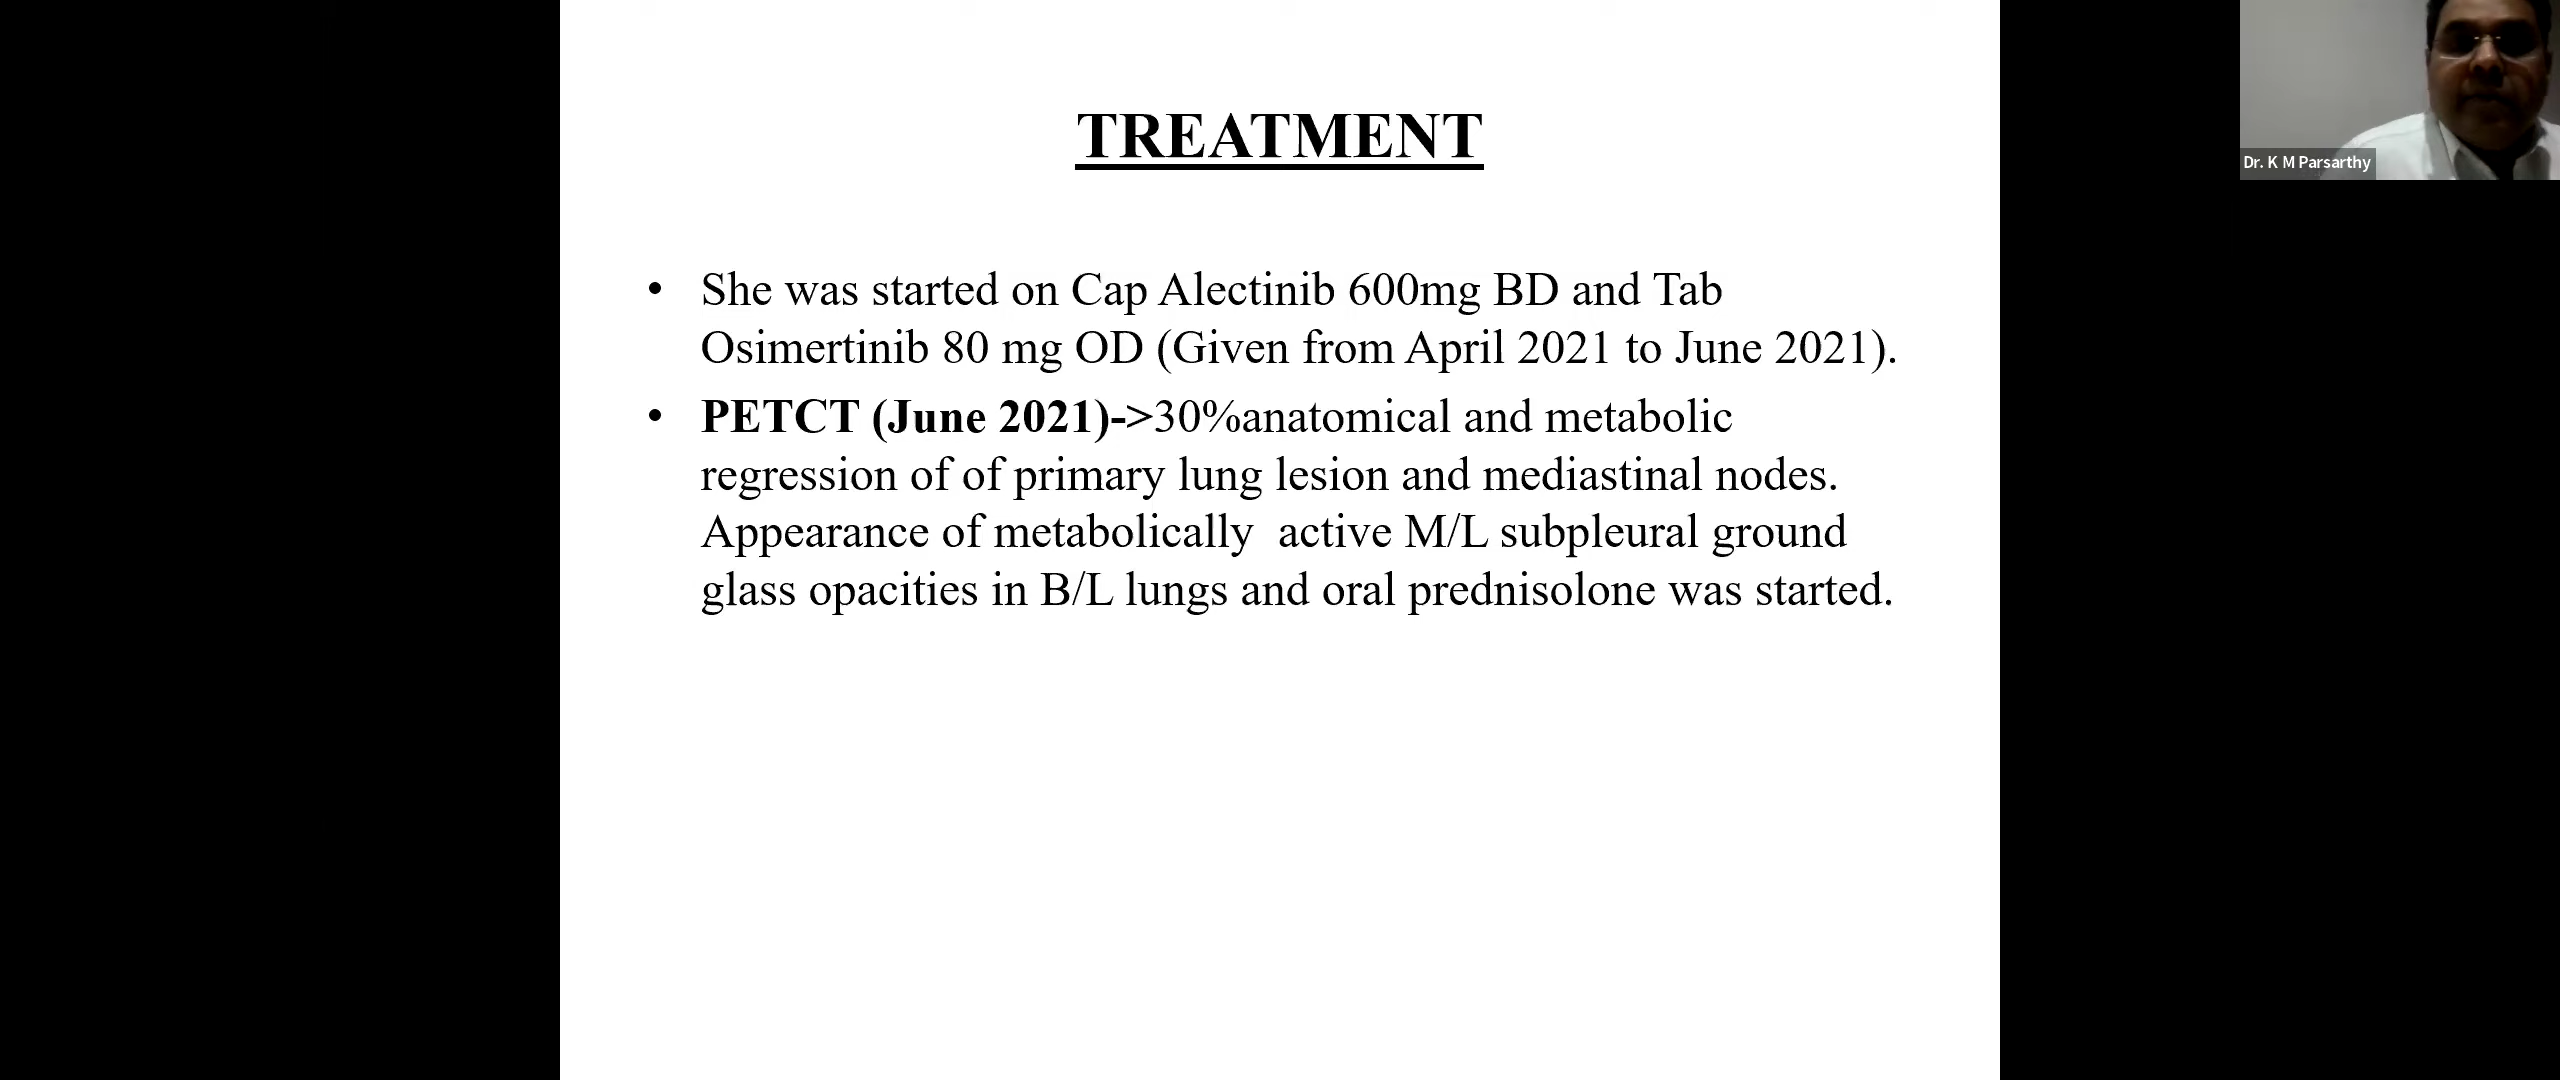 TREATMENT
• She was started on Cap Alectinib 600mg BD and Tab
Osimertinib 80 mg OD (Given from April 2021 to June 2021).
• PETCT (June 2021)->30%anatomical and metabolic
regression of of primary lung lesion and mediastinal nodes.
Appearance of metabolically  active M/L subpleural ground
glass opacities in B/L lungs and oral prednisolone was started.
Dr. K M Parsarthy